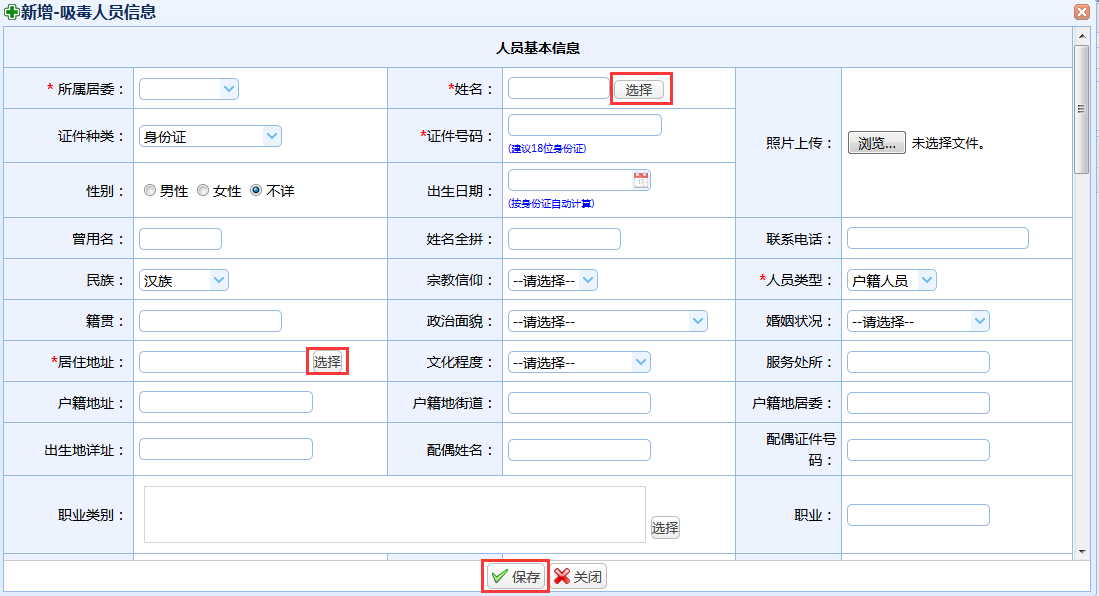 新增-吸毒人员信息
人员基本信息
* 所属居委：
*姓名：
选择
照片上传：
浏览...
未选择文件。
证件种类：
身份证
*证件号码：
(建议18位身份证)
性别：
男性
女性
不详
出生日期：
(按身份证自动计算)
曾用名：
姓名全拼：
联系电话：
民族：
汉族
宗教信仰：
--请选择--
*人员类型：
户籍人员
籍贯：
政治面貌：
--请选择--
婚姻状况：
--请选择--
*居住地址：
选择
文化程度：
--请选择--
服务处所：
户籍地址：
户籍地街道：
户籍地居委：
出生地详址：
配偶姓名：
配偶证件号
码：
职业类别：
选择
职业：
保存
关闭